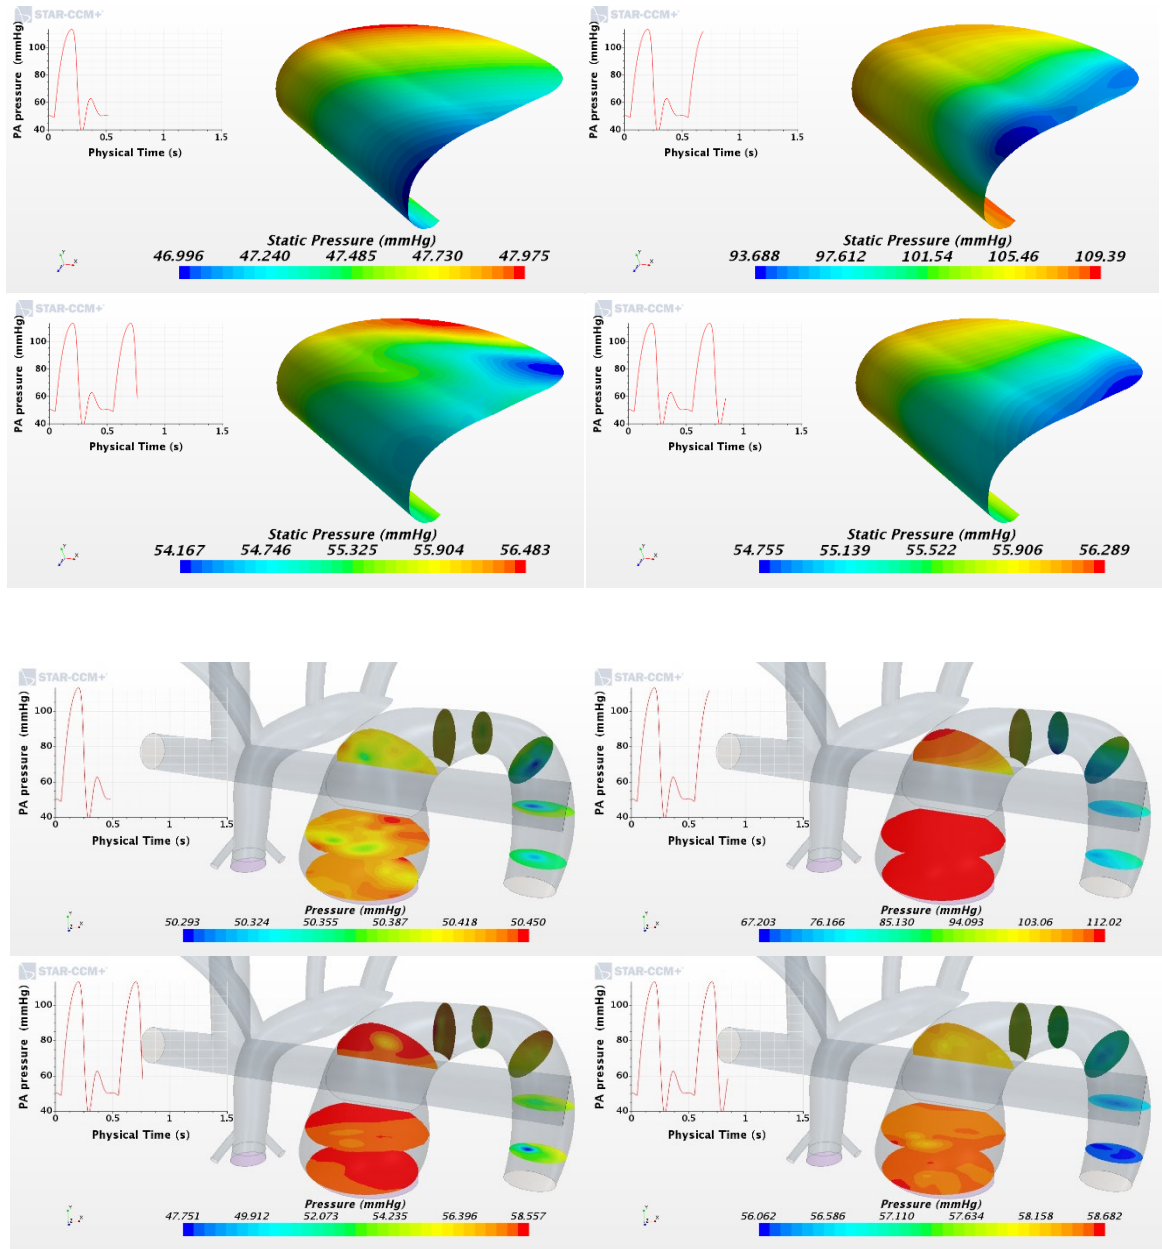 STAR-CCM+
PA pressure (mmHg)
100
80
60
40
0
0.5
1
1.5
Physical Time (s)
Static Pressure (mmHg)
46.996 47.240 47.485 47.730 47.975
STAR-CCM+
PA pressure (mmHg)
100
80
60
40
0
0.5
1
1.5
Physical Time (s)
Static Pressure (mmHg)
93.688 97.612 101.54 105.46 109.39
STAR-CCM+
PA pressure (mmHg)
100
80
60
40
0
0.5
1
1.5
Physical Time (s)
Static Pressure (mmHg)
54.167 54.746 55.325 55.904 56.483
STAR-CCM+
PA pressure (mmHg)
100
80
60
40
0
0.5
1
1.5
Physical Time (s)
Static Pressure (mmHg)
54.755 55.139 55.522 55.906 56.289
STAR-CCM+
PA pressure (mmHg)
100
80
60
40
0
0.5
1
1.5
Physical Time (s)
Pressure (mmHg)
50.293 50.324 50.355 50.387 50.418 50.450
STAR-CCM+
PA pressure (mmHg)
100
80
60
40
0
0.5
1
1.5
Physical Time (s)
Pressure (mmHg)
67.203 76.166 85.130 94.093 103.06 112.02
STAR-CCM+
PA pressure (mmHg)
100
80
60
40
0
0.5
1
1.5
Physical Time (s)
Pressure (mmHg)
47.751 49.912 52.073 54.235 56.396 58.557
STAR-CCM+
PA pressure (mmHg)
100
80
60
40
0
0.5
1
1.5
Physical Time (s)
Pressure (mmHg)
56.062 56.586 57.110 57.634 58.158 58.682